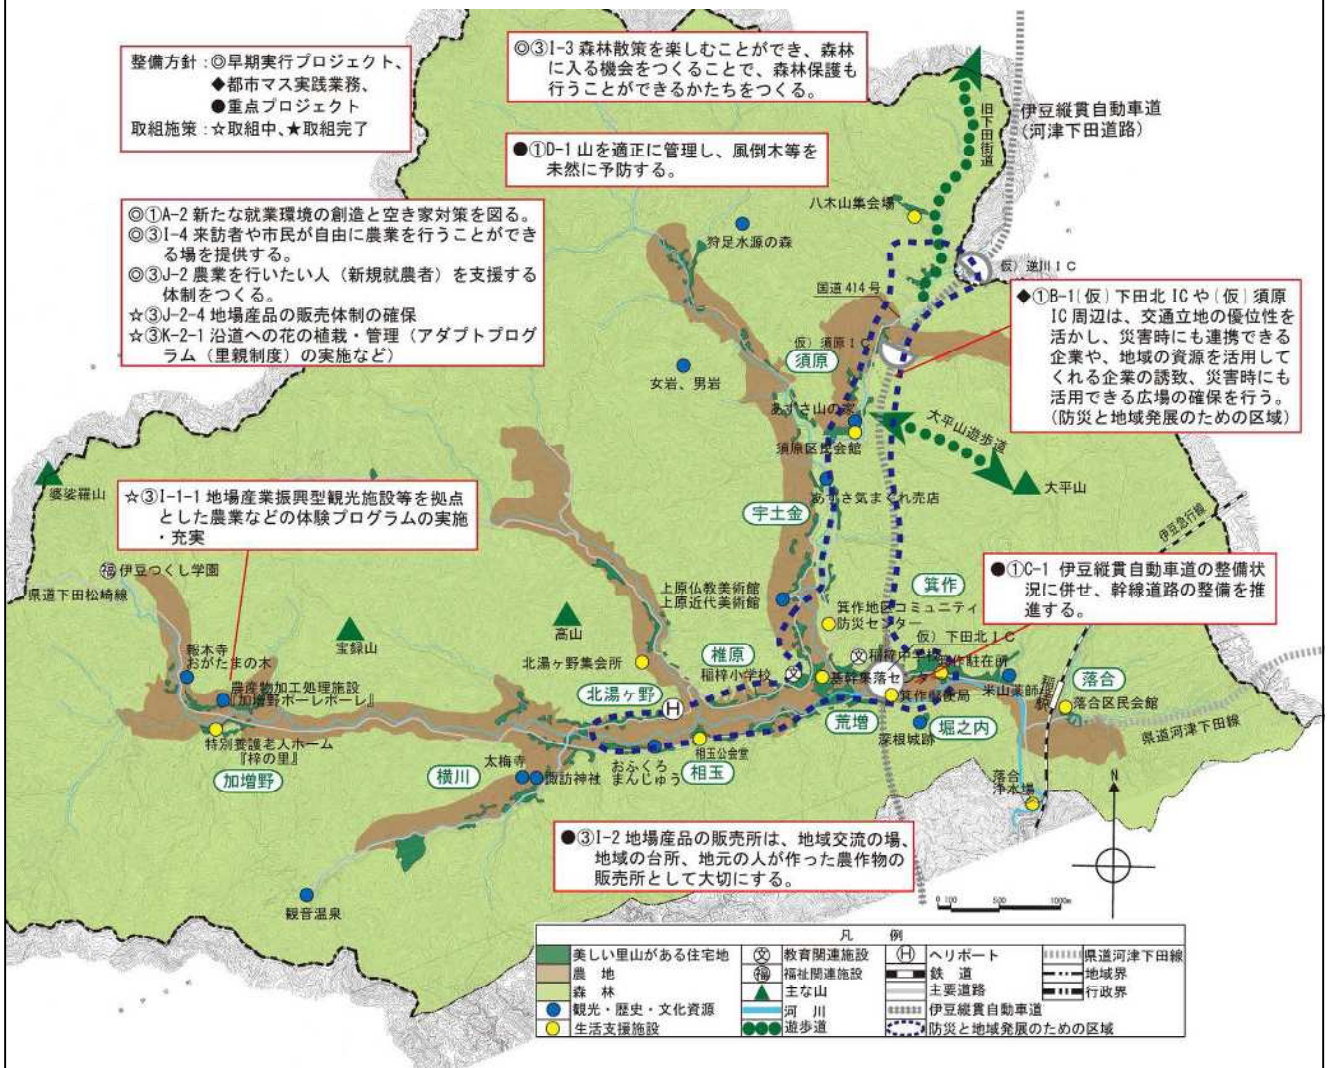 整備方針：◎早期実行プロジェクト、
◆都市マス実践業務、
●重点プロジェクト
取組施策：☆取組中、★取組完了
◎③I-3 森林散策を楽しむことができ、森林
に入る機会をつくることで、森林保護も
行うことができるかたちをつくる。
●①D-1 山を適正に管理し、風倒木等を
未然に予防する。
◎①A-2 新たな就業環境の創造と空き家対策を図る。
◎③I-4 来訪者や市民が自由に農業を行うことができ
る場を提供する。
◎③J-2 農業を行いたい人（新規就農者）を支援する
体制をつくる。
☆③J-2-4 地場産品の販売体制の確保
☆③K-2-1 沿道への花の植栽・管理（アダプトプログ
ラム（里親制度）の実施など）
旧下田街道
伊豆縦貫自動車道
(河津下田道路)
八木山集会場
狩足水源の森
仮）逆川ＩＣ
国道414号
◆①B-1(仮)下田北ICや(仮)須原
IC周辺は、交通立地の優位性を
活かし、災害時にも連携できる
企業や、地域の資源を活用して
くれる企業の誘致、災害時にも
活用できる広場の確保を行う。
(防災と地域発展のための区域)
仮）須原ＩＣ
須原
女岩、男岩
あずさ山の家
須原区民会館
大平山遊歩道
大平山
婆娑羅山
☆③I-1-1 地場産業振興型観光施設等を拠点
とした農業などの体験プログラムの実施
・充実
あずさ気まぐれ売店
宇土金
伊豆急行線
●①C-1 伊豆縦貫自動車道の整備状
況に併せ、幹線道路の整備を推
進する。
福
伊豆つくし学園
県道下田松崎線
上原仏教美術館
上原近代美術館
箕作
箕作地区コミュニティ
防災センター
仮）下田北ＩＣ
高山
宝録山
報本寺
おがたまの木
北湯ヶ野集会所
椎原
稲梓小学校
文
文
稲梓中学校
箕作駐在所
基幹集落センター
農産物加工処理施設
『加増野ポーレポーレ』
北湯ヶ野
H
箕作郵便局
米山薬師
稲梓駅
落合
落合区民会館
荒増
堀之内
深根城跡
県道河津下田線
特別養護老人ホーム
『梓の里』
加増野
横川
太梅寺
諏訪神社
おふくろ
まんじゅう
相玉公会堂
相玉
落合
浄水場
N
●③I-2 地場産品の販売所は、地域交流の場、
地域の台所、地元の人が作った農作物の
販売所として大切にする。
観音温泉
0 100 500 1000m
凡 例
美しい里山がある住宅地
文 教育関連施設
H ヘリポート
県道河津下田線
農 地
福 福祉関連施設
鉄 道
地域界
森 林
主な山
主要道路
行政界
観光・歴史・文化資源
河 川
伊豆縦貫自動車道
生活支援施設
遊歩道
防災と地域発展のための区域